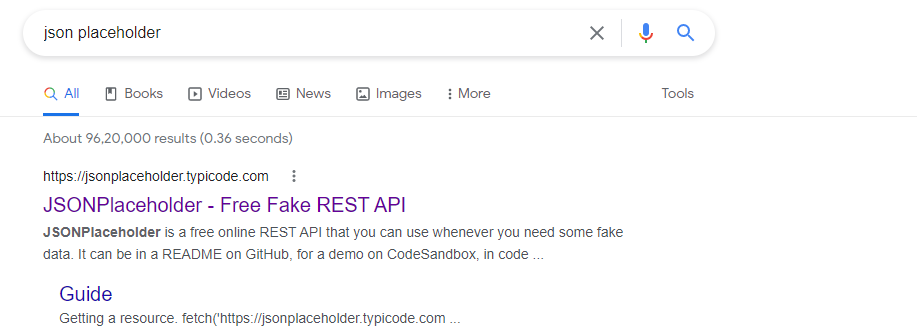 json placeholder
All Books Videos News Images More Tools
About 96,20,000 results (0.36 seconds)
https://jsonplaceholder.typicode.com
JSONPlaceholder - Free Fake REST API
JSONPlaceholder is a free online REST API that you can use whenever you need some fake
data. It can be in a README on GitHub, for a demo on CodeSandbox, in code ...
Guide
Getting a resource. fetch('https://jsonplaceholder.typicode.com ...